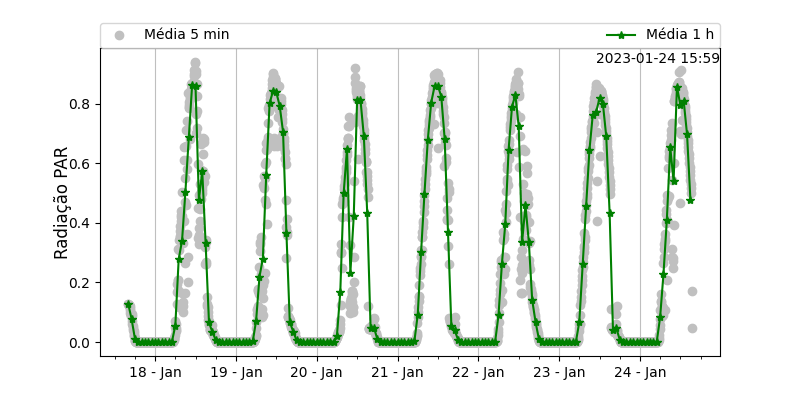 Média 5 min
Média 1 h
2023-01-24 15:59
Radiação PAR
0.8
0.6
0.4
0.2
0.0
18 - Jan
19 - Jan
20 - Jan
21 - Jan
22 - Jan
23 - Jan
24 - Jan